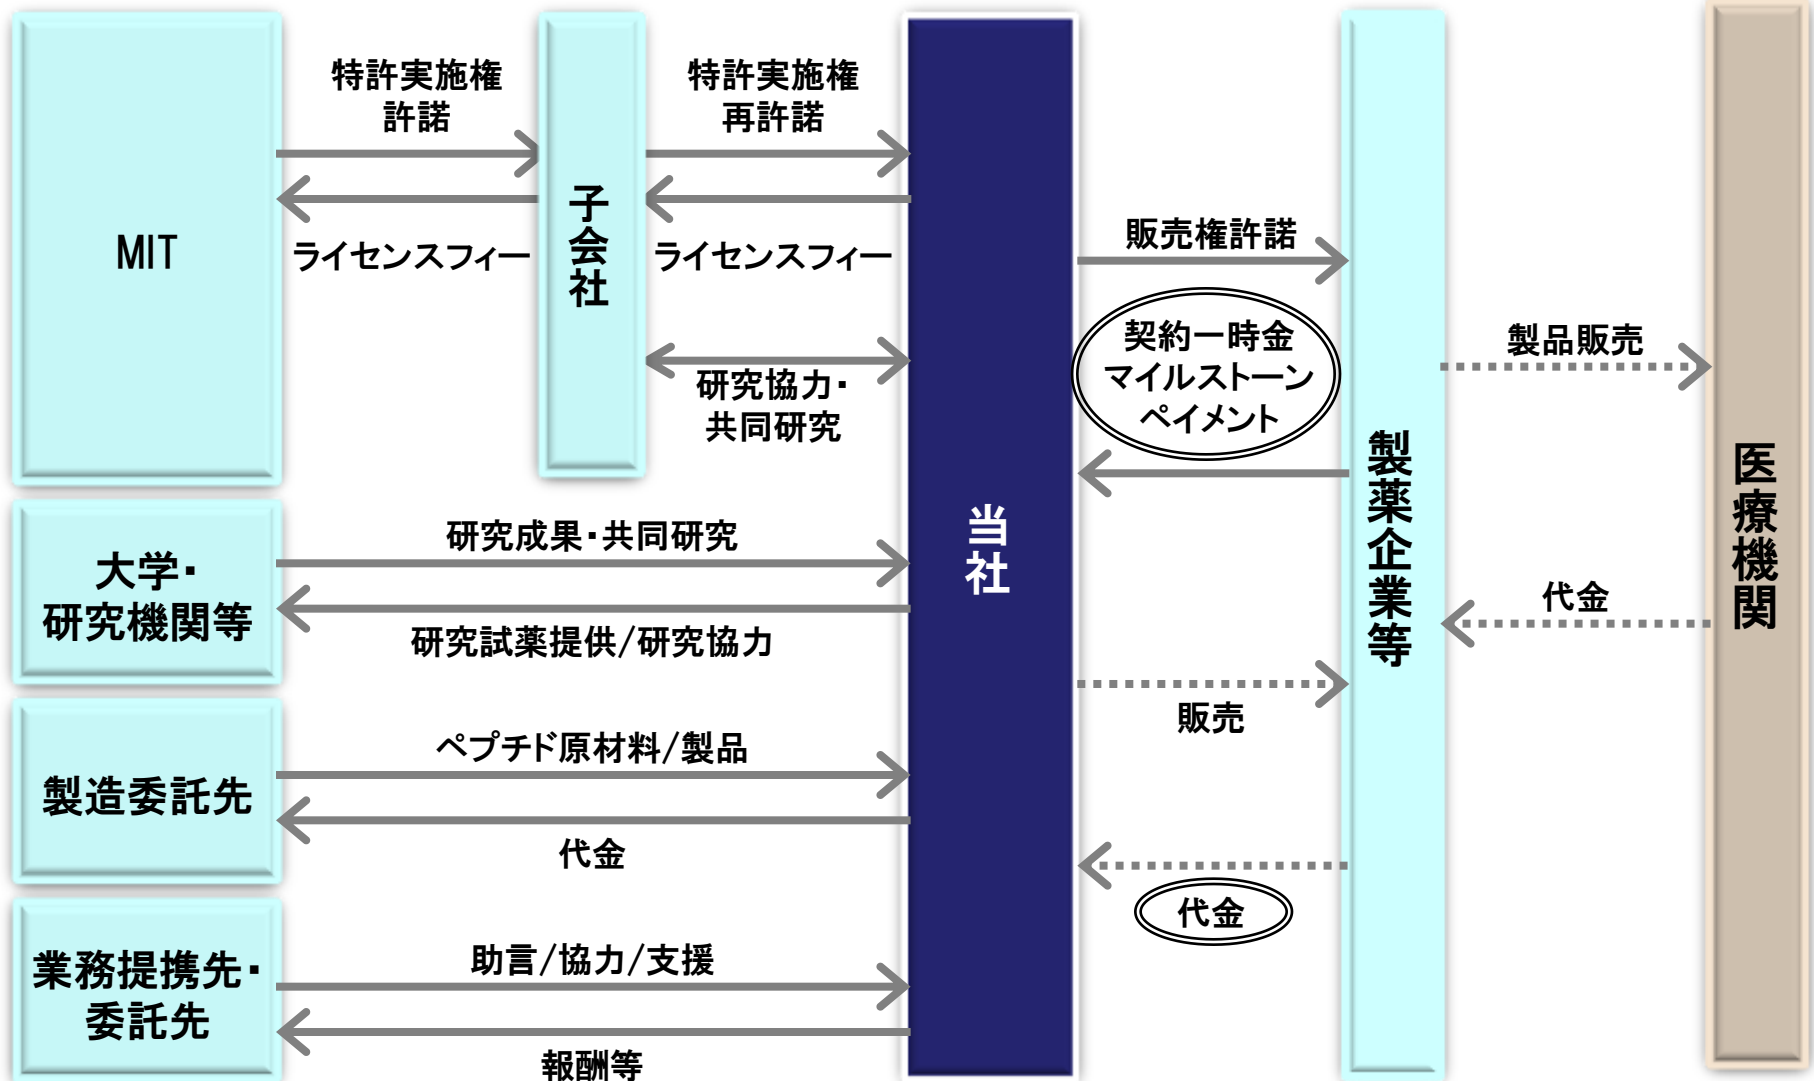 特許実施権
許諾
特許実施権
再許諾
MIT
子会社
ライセンスフィー
ライセンスフィー
販売権許諾
契約一時金
マイルストーン
ペイメント
製品販売
研究協力・
共同研究
当社
製薬企業等
医療機関
大学・
研究機関等
研究成果・共同研究
研究試薬提供/研究協力
代金
販売
製造委託先
ペプチド原材料/製品
代金
代金
業務提携先・
委託先
助言/協力/支援
報酬等